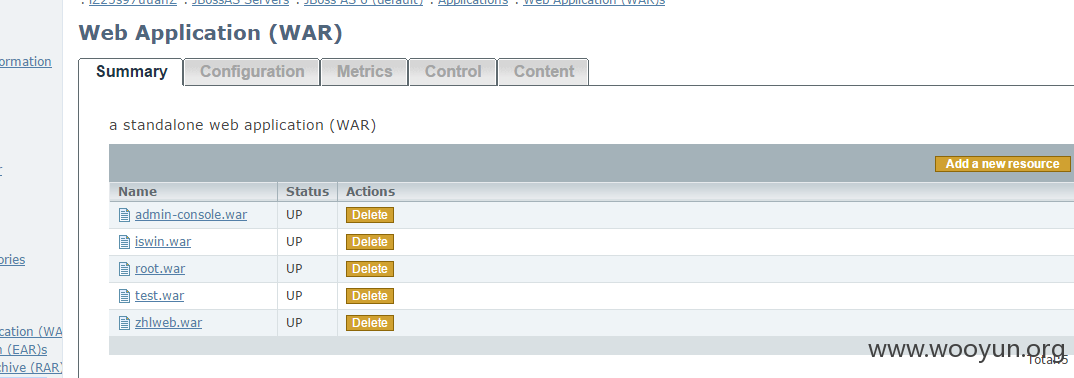 JBossAS Servers : JBoss AS 6 (default) : Applications : Web Application (WAR)s
Web Application (WAR)
ormation
Summary Configuration Metrics Control Content
a standalone web application (WAR)
Add a new resource
Name Status Actions
admin-console.war UP Delete
iswin.war UP Delete
root.war UP Delete
ories
test.war UP Delete
zhlweb.war UP Delete
cation (WA
(EAR)s
chive (RAR)
www.wooyun.org
Total:5